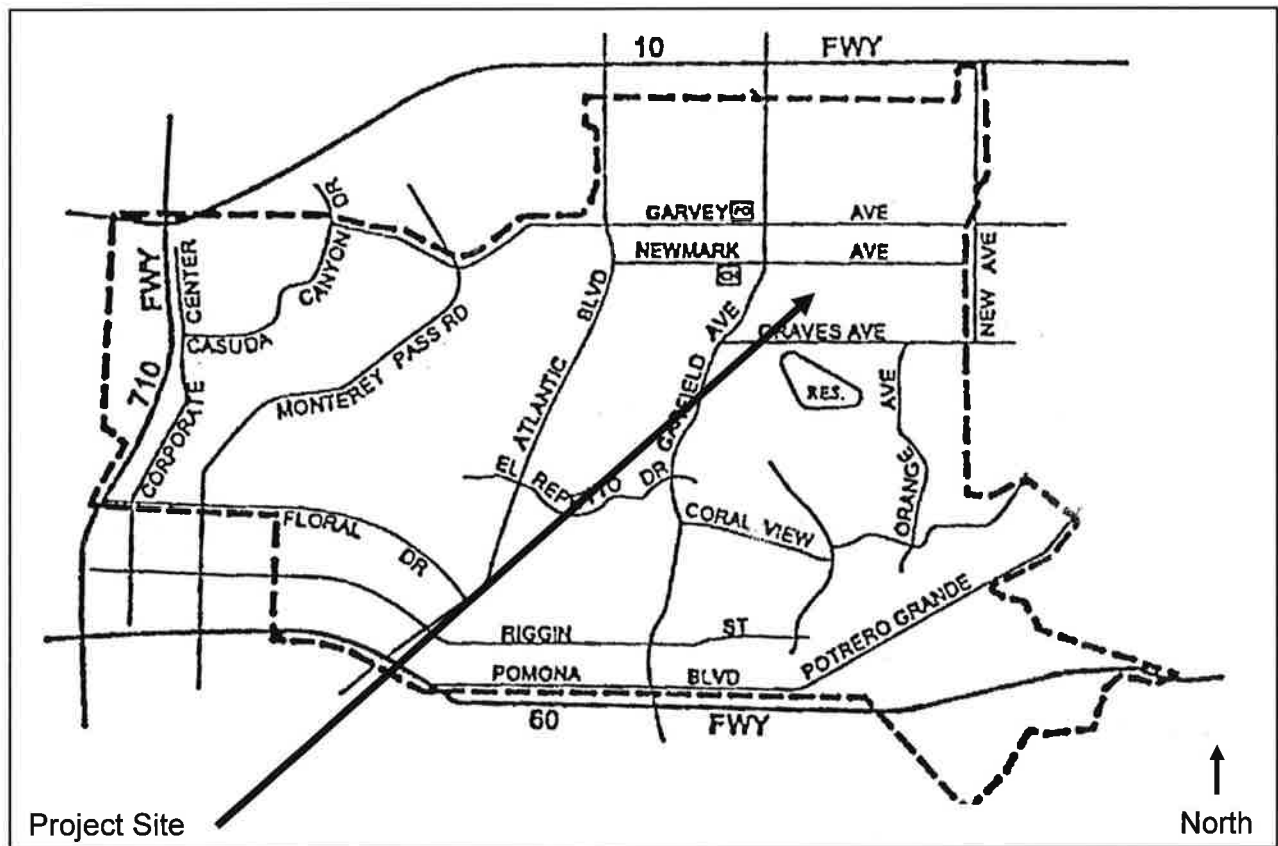 10 FWY
DR
GARVEY PO AVE
NEWMARK AVE
CANYON
FWY
CENTER
NEW AVE
BLVD
AVE
GRAVES AVE
CASUDA
MONTEREY PASS RD
710
ATLANTIC
GARFIELD
RES.
AVE
CORPORATE
EL REPETTO DR
ORANGE
FLORAL
DR
CORAL VIEW
RIGGIN ST
POTRERO GRANDE
POMONA BLVD
60 FWY
Project Site
North